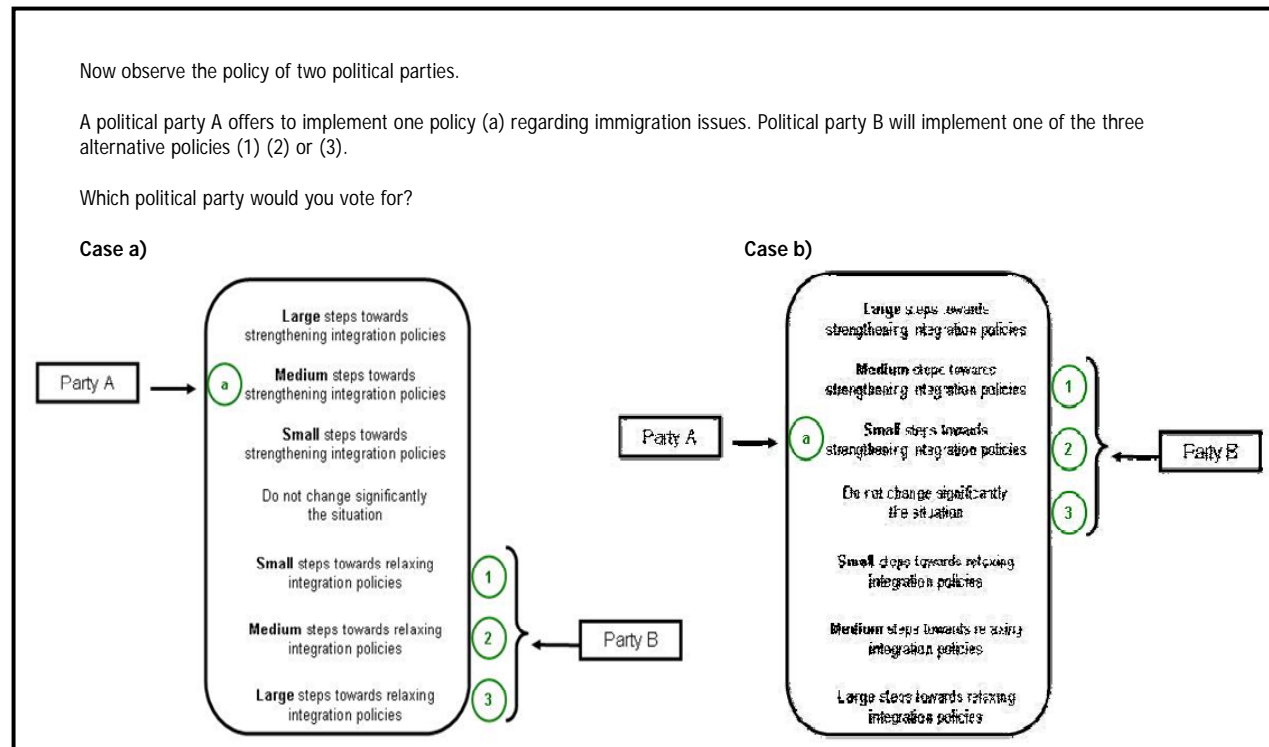 Now observe the policy of two political parties.
A political party A offers to implement one policy (a) regarding immigration issues. Political party B will implement one of the three
alternative policies (1) (2) or (3).
Which political party would you vote for?
Case a)
Large steps towards
strengthening integration policies
Party A
a
Medium steps towards
strengthening integration policies
Small steps towards
strengthening integration policies
Do not change significantly
the situation
Small steps towards relaxing
integration policies
1
Medium steps towards relaxing
integration policies
2
Party B
Large steps towards relaxing
integration policies
3
Case b)
Large steps towards
strengthening integration policies
Medium steps towards
strengthening integration policies
1
Party A
a
Small steps towards
strengthening integration policies
2
Party B
Do not change significantly
the situation
3
Small steps towards relaxing
integration policies
Medium steps towards relaxing
integration policies
Large steps towards relaxing
integration policies